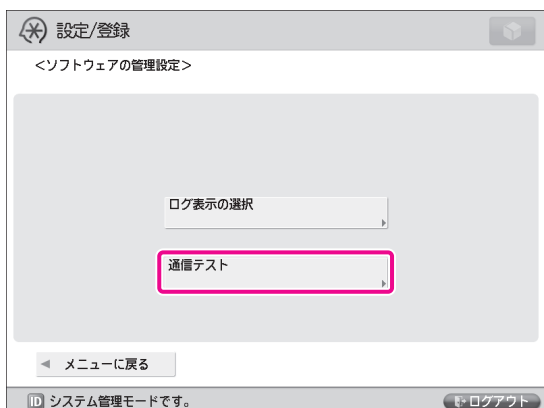 設定/登録
<ソフトウェアの管理設定>
ログ表示の選択
通信テスト
メニューに戻る
ID システム管理モードです。
ログアウト